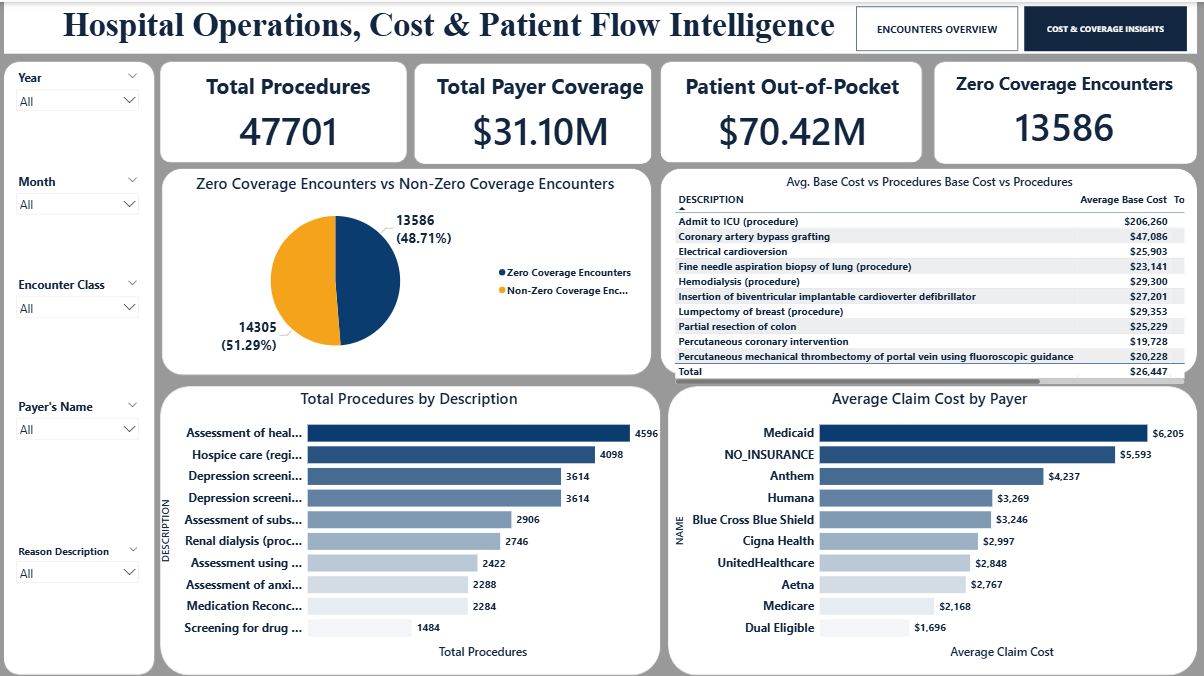 Hospital Operations, Cost & Patient Flow Intelligence
ENCOUNTERS OVERVIEW
COST & COVERAGE INSIGHTS
Year
All
Month
All
Encounter Class
All
Payer's Name
All
Reason Description
All
Total Procedures
47701
Total Payer Coverage
$31.10M
Patient Out-of-Pocket
$70.42M
Zero Coverage Encounters
13586
Zero Coverage Encounters vs Non-Zero Coverage Encounters
13586
(48.71%)
14305
(51.29%)
Zero Coverage Encounters
Non-Zero Coverage Enc...
Avg. Base Cost vs Procedures Base Cost vs Procedures
DESCRIPTION Average Base Cost To
Admit to ICU (procedure) $206,260
Coronary artery bypass grafting $47,086
Electrical cardioversion $25,903
Fine needle aspiration biopsy of lung (procedure) $23,141
Hemodialysis (procedure) $29,300
Insertion of biventricular implantable cardioverter defibrillator $27,201
Lumpectomy of breast (procedure) $29,353
Partial resection of colon $25,229
Percutaneous coronary intervention $19,728
Percutaneous mechanical thrombectomy of portal vein using fluoroscopic guidance $20,228
Total $26,447
Total Procedures by Description
DESCRIPTION
Assessment of heal... 4596
Hospice care (regi... 4098
Depression screeni... 3614
Depression screeni... 3614
Assessment of subs... 2906
Renal dialysis (proc... 2746
Assessment using ... 2422
Assessment of anxi... 2288
Medication Reconc... 2284
Screening for drug ... 1484
Total Procedures
Average Claim Cost by Payer
NAME
Medicaid $6,205
NO_INSURANCE $5,593
Anthem $4,237
Humana $3,269
Blue Cross Blue Shield $3,246
Cigna Health $2,997
UnitedHealthcare $2,848
Aetna $2,767
Medicare $2,168
Dual Eligible $1,696
Average Claim Cost